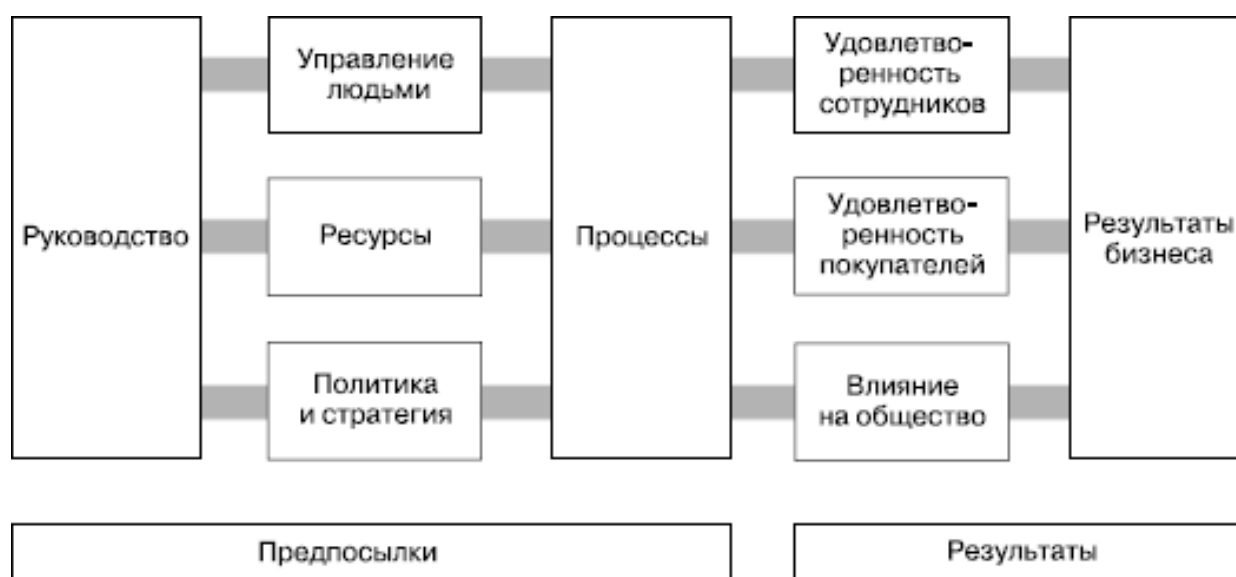 Руководство
Управление
людьми
Ресурсы
Политика
и стратегия
Процессы
Удовлетво-
ренность
сотрудников
Удовлетво-
ренность
покупателей
Влияние
на общество
Результаты
бизнеса
Предпосылки
Результаты